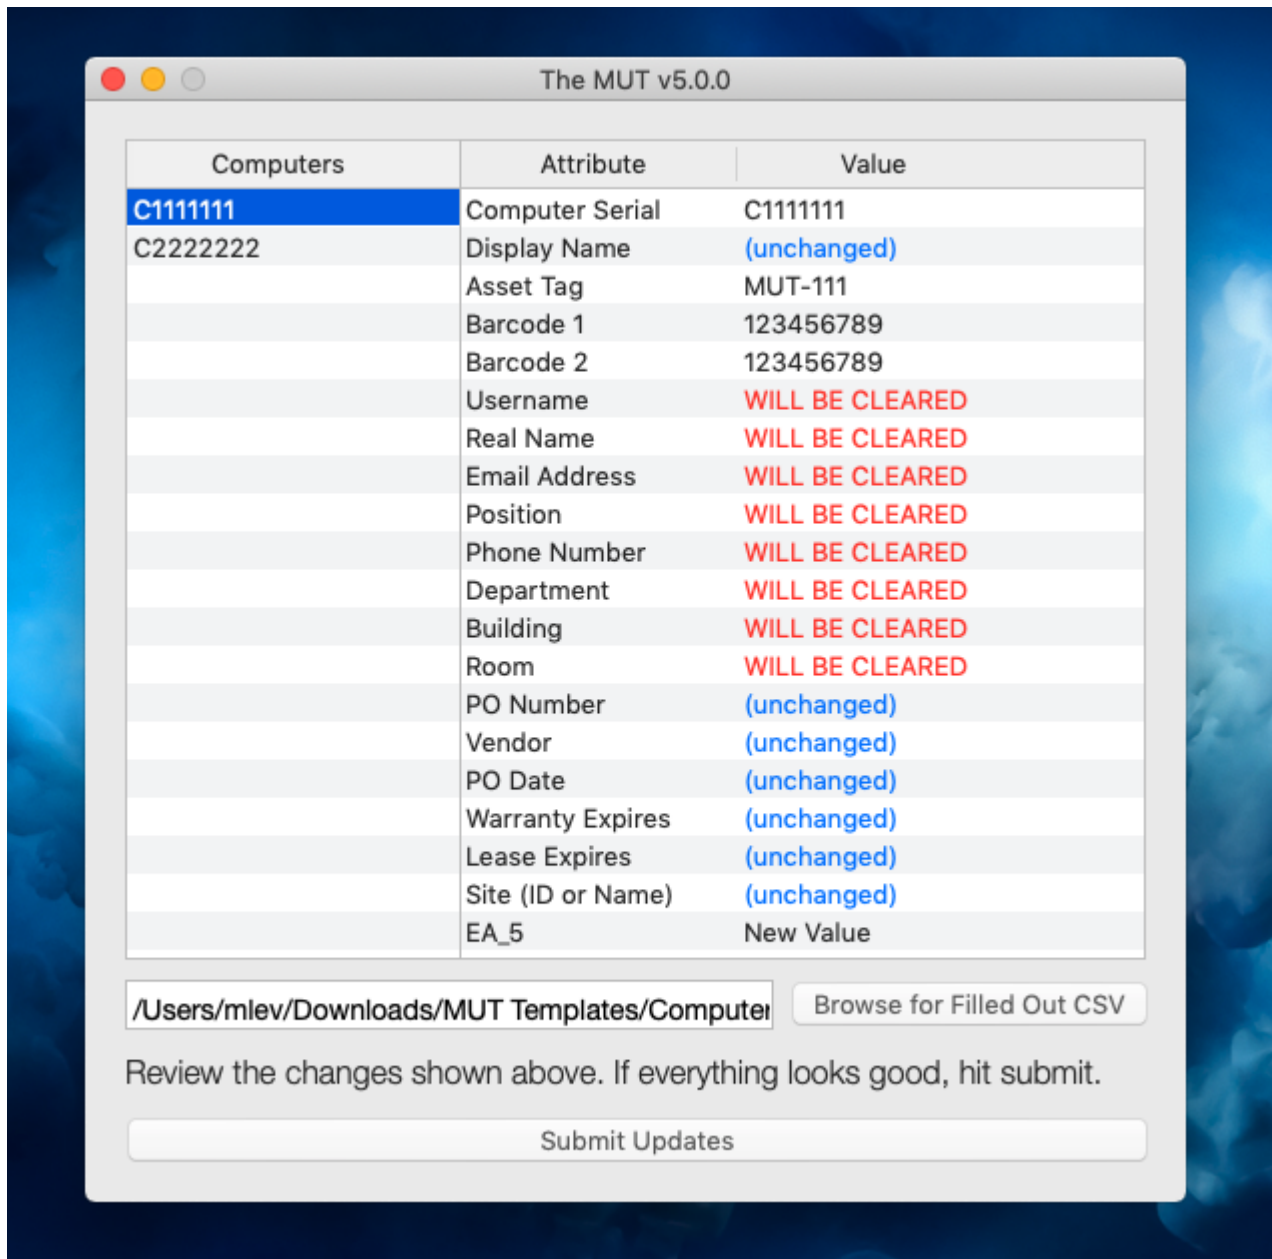 The MUT v5.0.0
Computers Attribute Value
C1111111 Computer Serial C1111111
C2222222 Display Name (unchanged)
Asset Tag MUT-111
Barcode 1 123456789
Barcode 2 123456789
Username WILL BE CLEARED
Real Name WILL BE CLEARED
Email Address WILL BE CLEARED
Position WILL BE CLEARED
Phone Number WILL BE CLEARED
Department WILL BE CLEARED
Building WILL BE CLEARED
Room WILL BE CLEARED
PO Number (unchanged)
Vendor (unchanged)
PO Date (unchanged)
Warranty Expires (unchanged)
Lease Expires (unchanged)
Site (ID or Name) (unchanged)
EA_5 New Value
/Users/mlev/Downloads/MUT Templates/Computer Browse for Filled Out CSV
Review the changes shown above. If everything looks good, hit submit.
Submit Updates